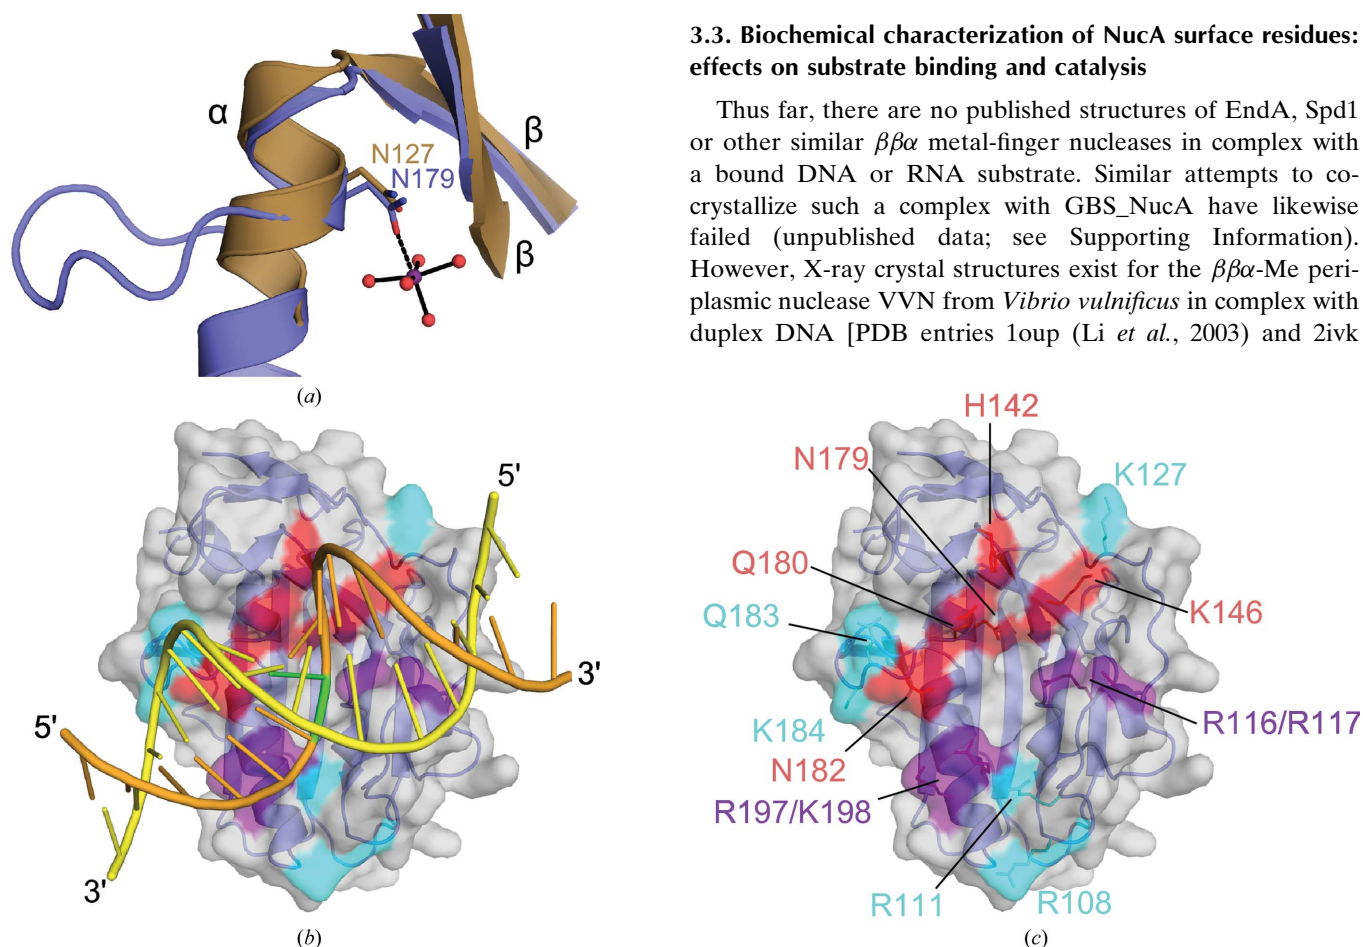 α
N127
N179
β
β
(a)
3.3. Biochemical characterization of NucA surface residues:
effects on substrate binding and catalysis
Thus far, there are no published structures of EndA, Spd1
or other similar ββα metal-finger nucleases in complex with
a bound DNA or RNA substrate. Similar attempts to co-
crystallize such a complex with GBS_NucA have likewise
failed (unpublished data; see Supporting Information).
However, X-ray crystal structures exist for the ββα-Me peri-
plasmic nuclease VVN from Vibrio vulnificus in complex with
duplex DNA [PDB entries 1oup (Li et al., 2003) and 2ivk
5'
3'
5'
3'
(b)
H142
N179
K127
Q180
Q183
K146
K184
R116/R117
N182
R197/K198
R111
R108
(c)